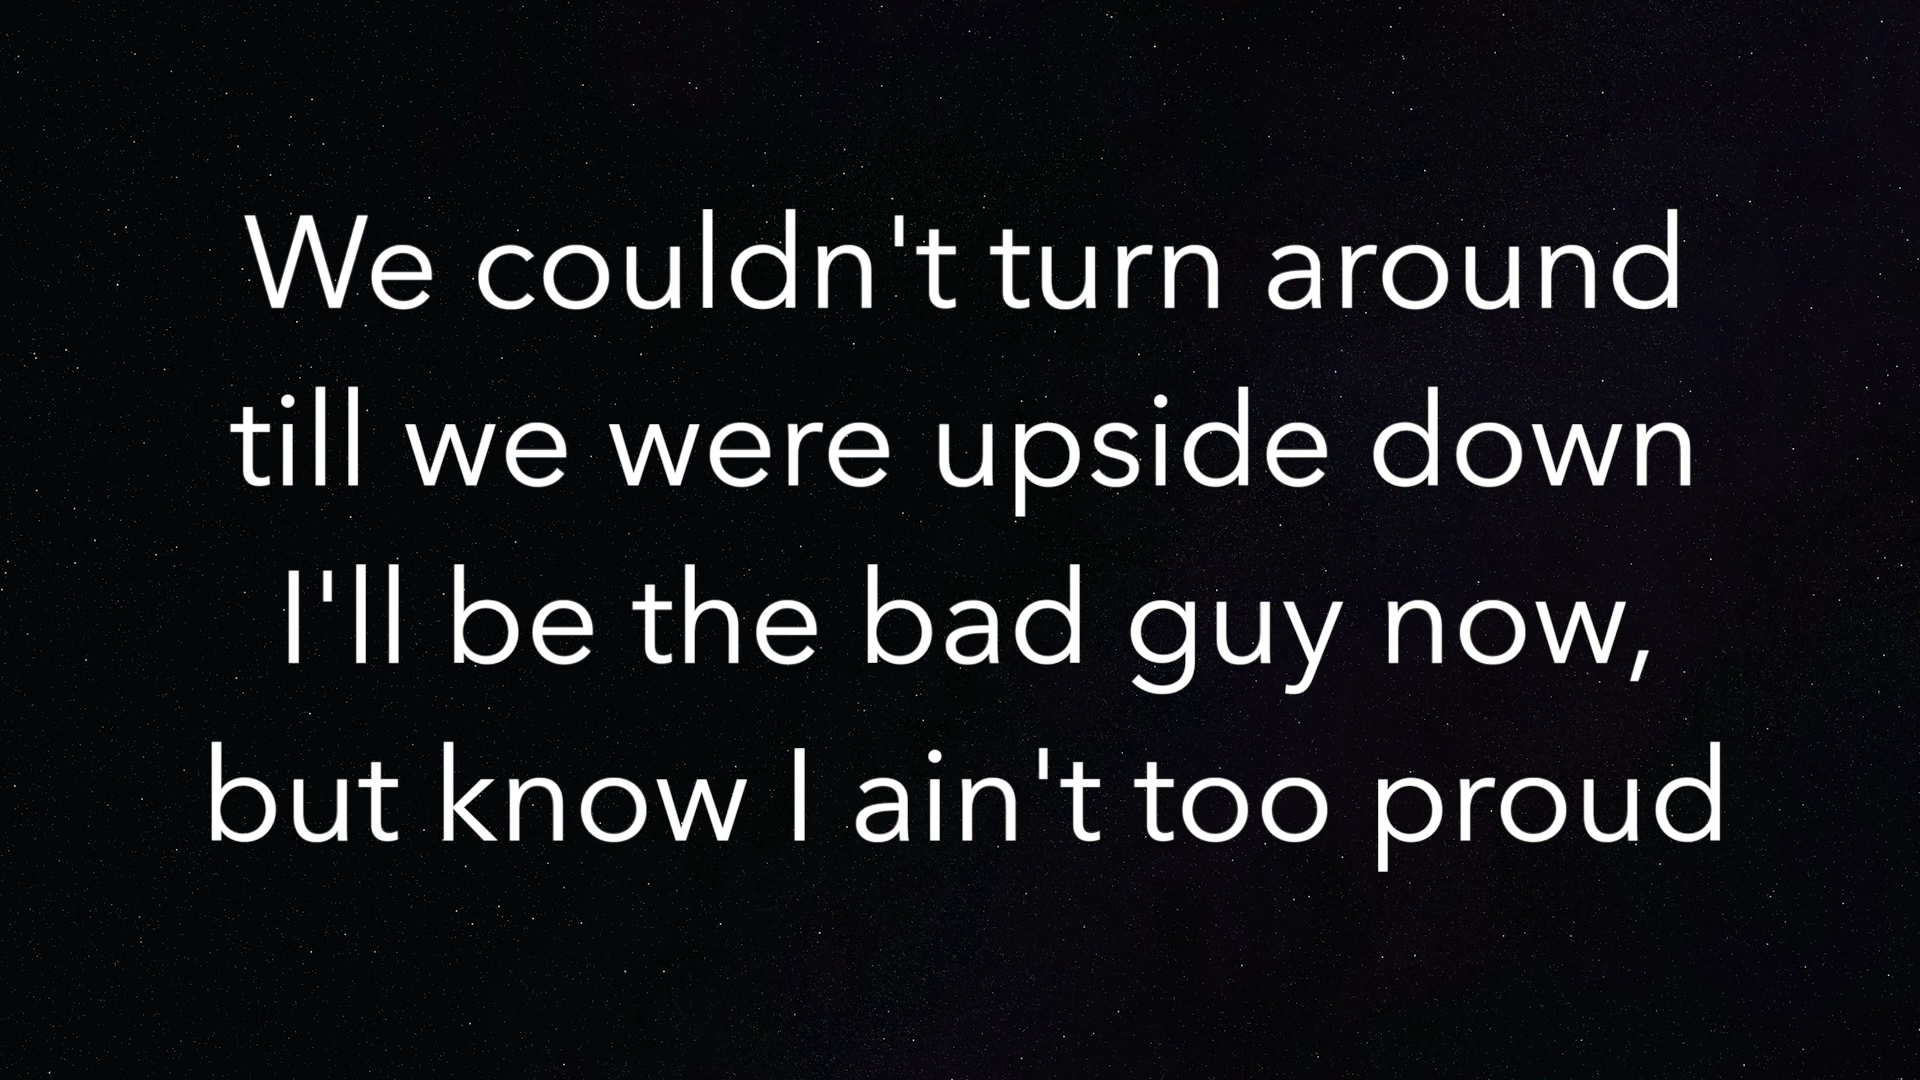 We couldn't turn around
till we were upside down
I'll be the bad guy now,
but know I ain't too proud